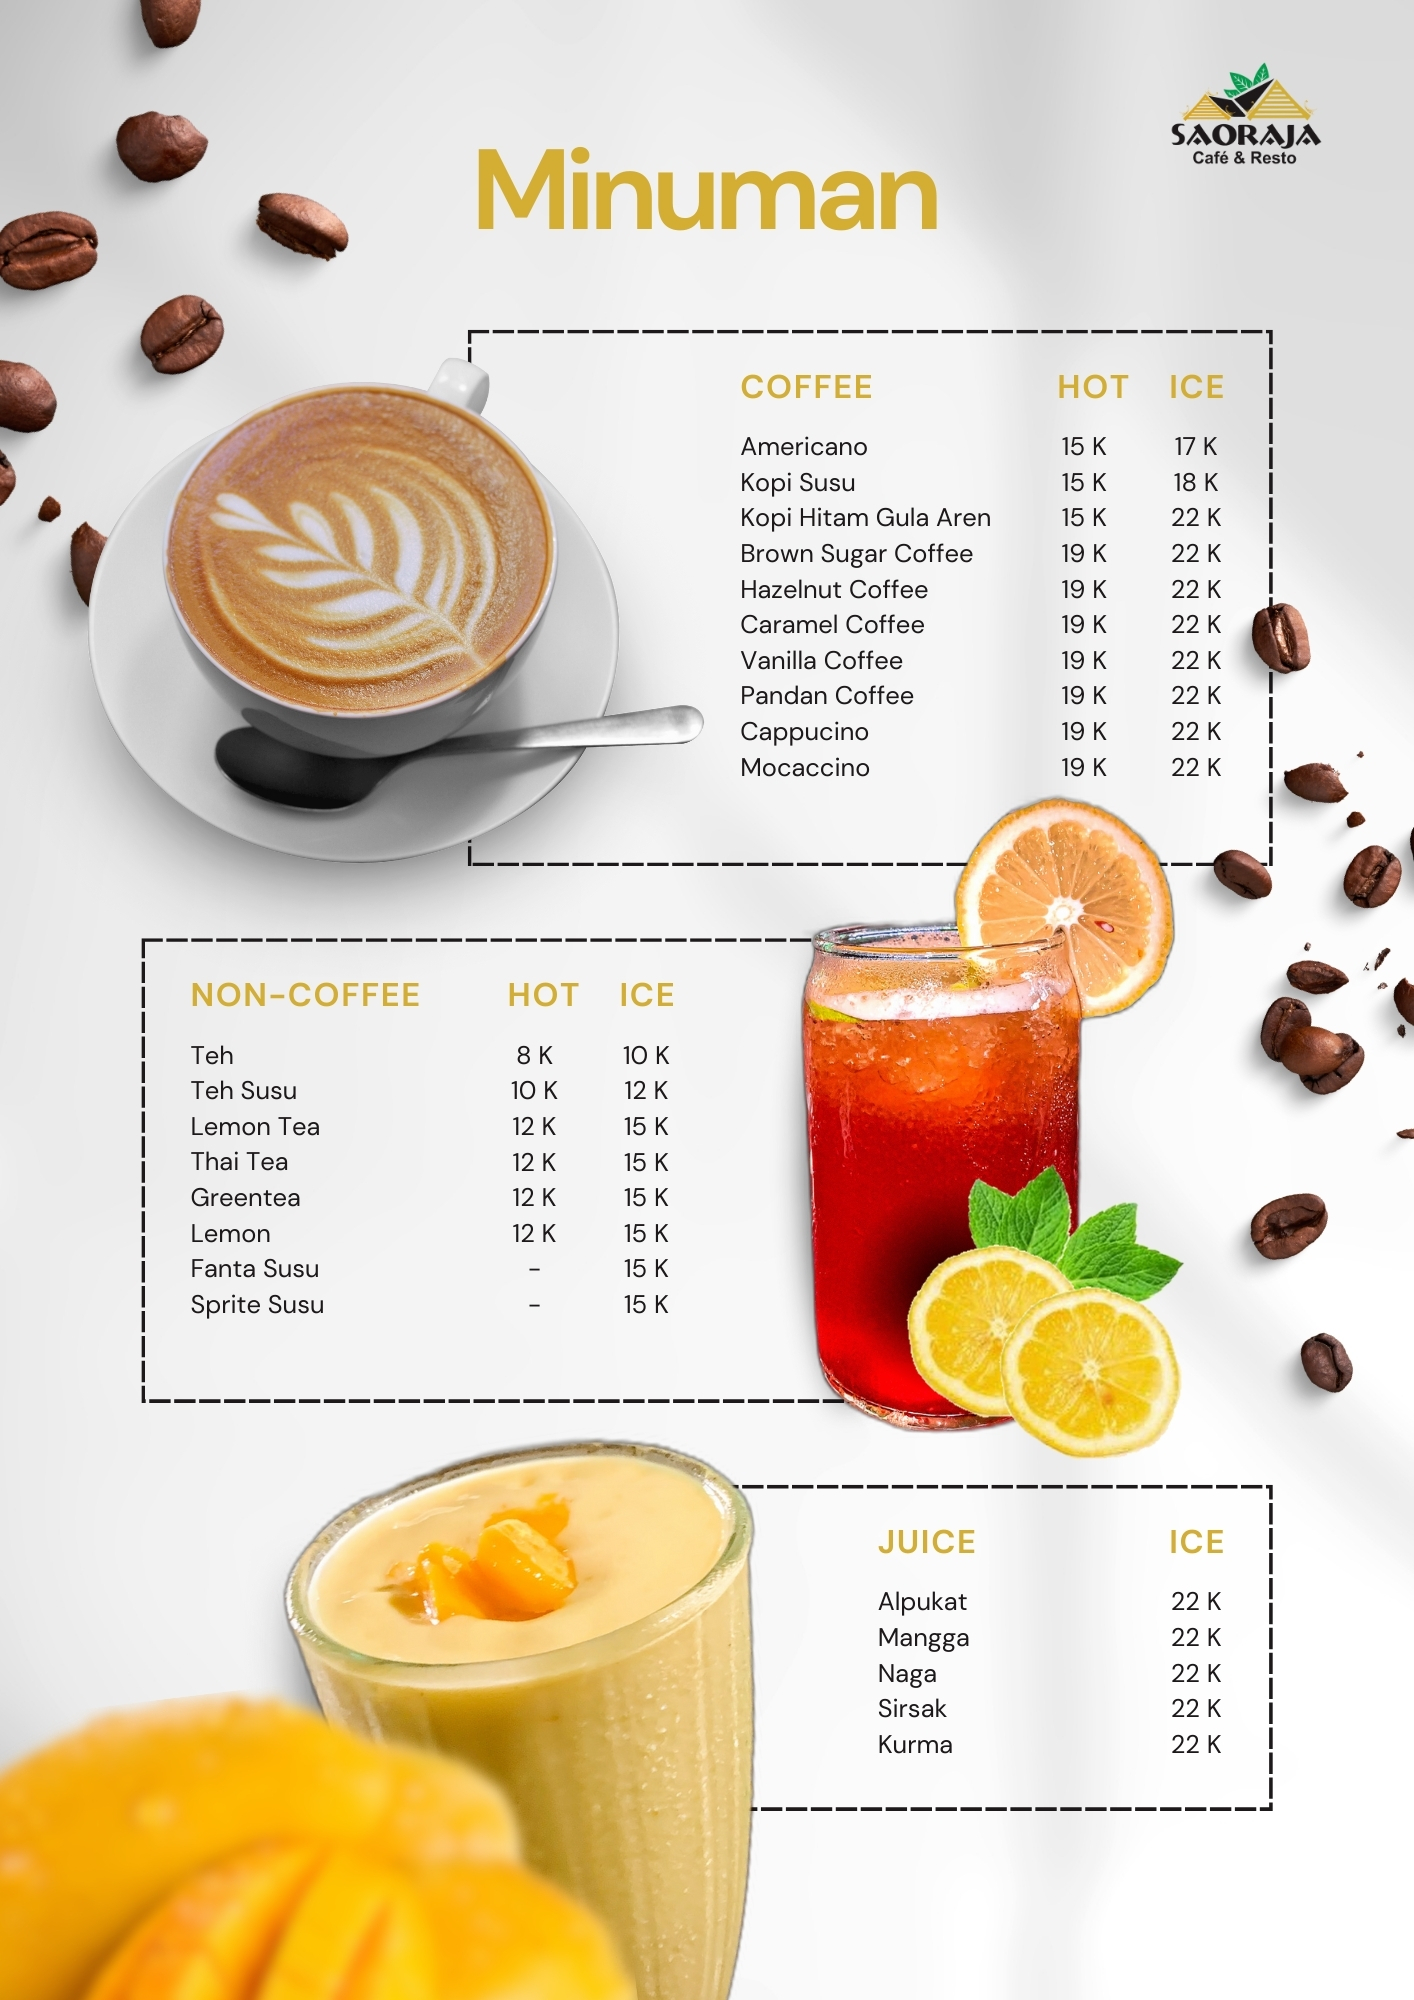 SAORAJA
Café & Resto
Minuman
COFFEE HOT ICE
Americano 15 K 17 K
Kopi Susu 15 K 18 K
Kopi Hitam Gula Aren 15 K 22 K
Brown Sugar Coffee 19 K 22 K
Hazelnut Coffee 19 K 22 K
Caramel Coffee 19 K 22 K
Vanilla Coffee 19 K 22 K
Pandan Coffee 19 K 22 K
Cappucino 19 K 22 K
Mocaccino 19 K 22 K
NON-COFFEE HOT ICE
Teh 8 K 10 K
Teh Susu 10 K 12 K
Lemon Tea 12 K 15 K
Thai Tea 12 K 15 K
Greentea 12 K 15 K
Lemon 12 K 15 K
Fanta Susu - 15 K
Sprite Susu - 15 K
JUICE ICE
Alpukat 22 K
Mangga 22 K
Naga 22 K
Sirsak 22 K
Kurma 22 K